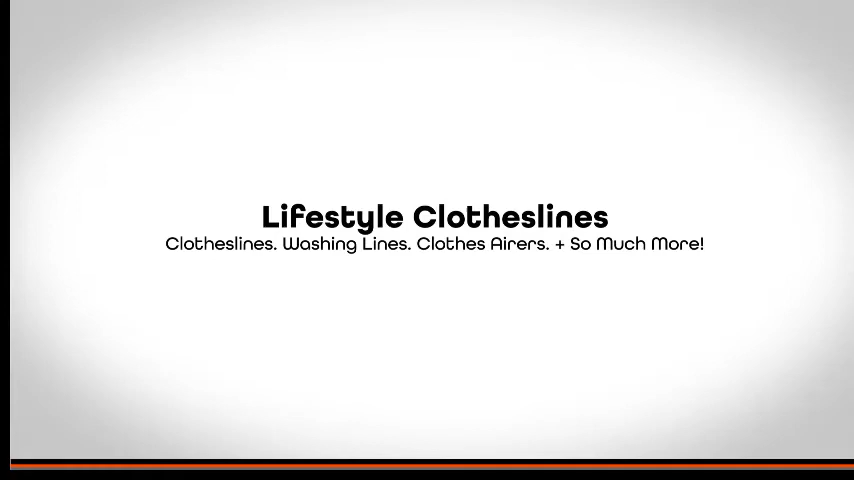 Lifestyle Clotheslines
Clotheslines. Washing Lines. Clothes Airers. + So Much More!